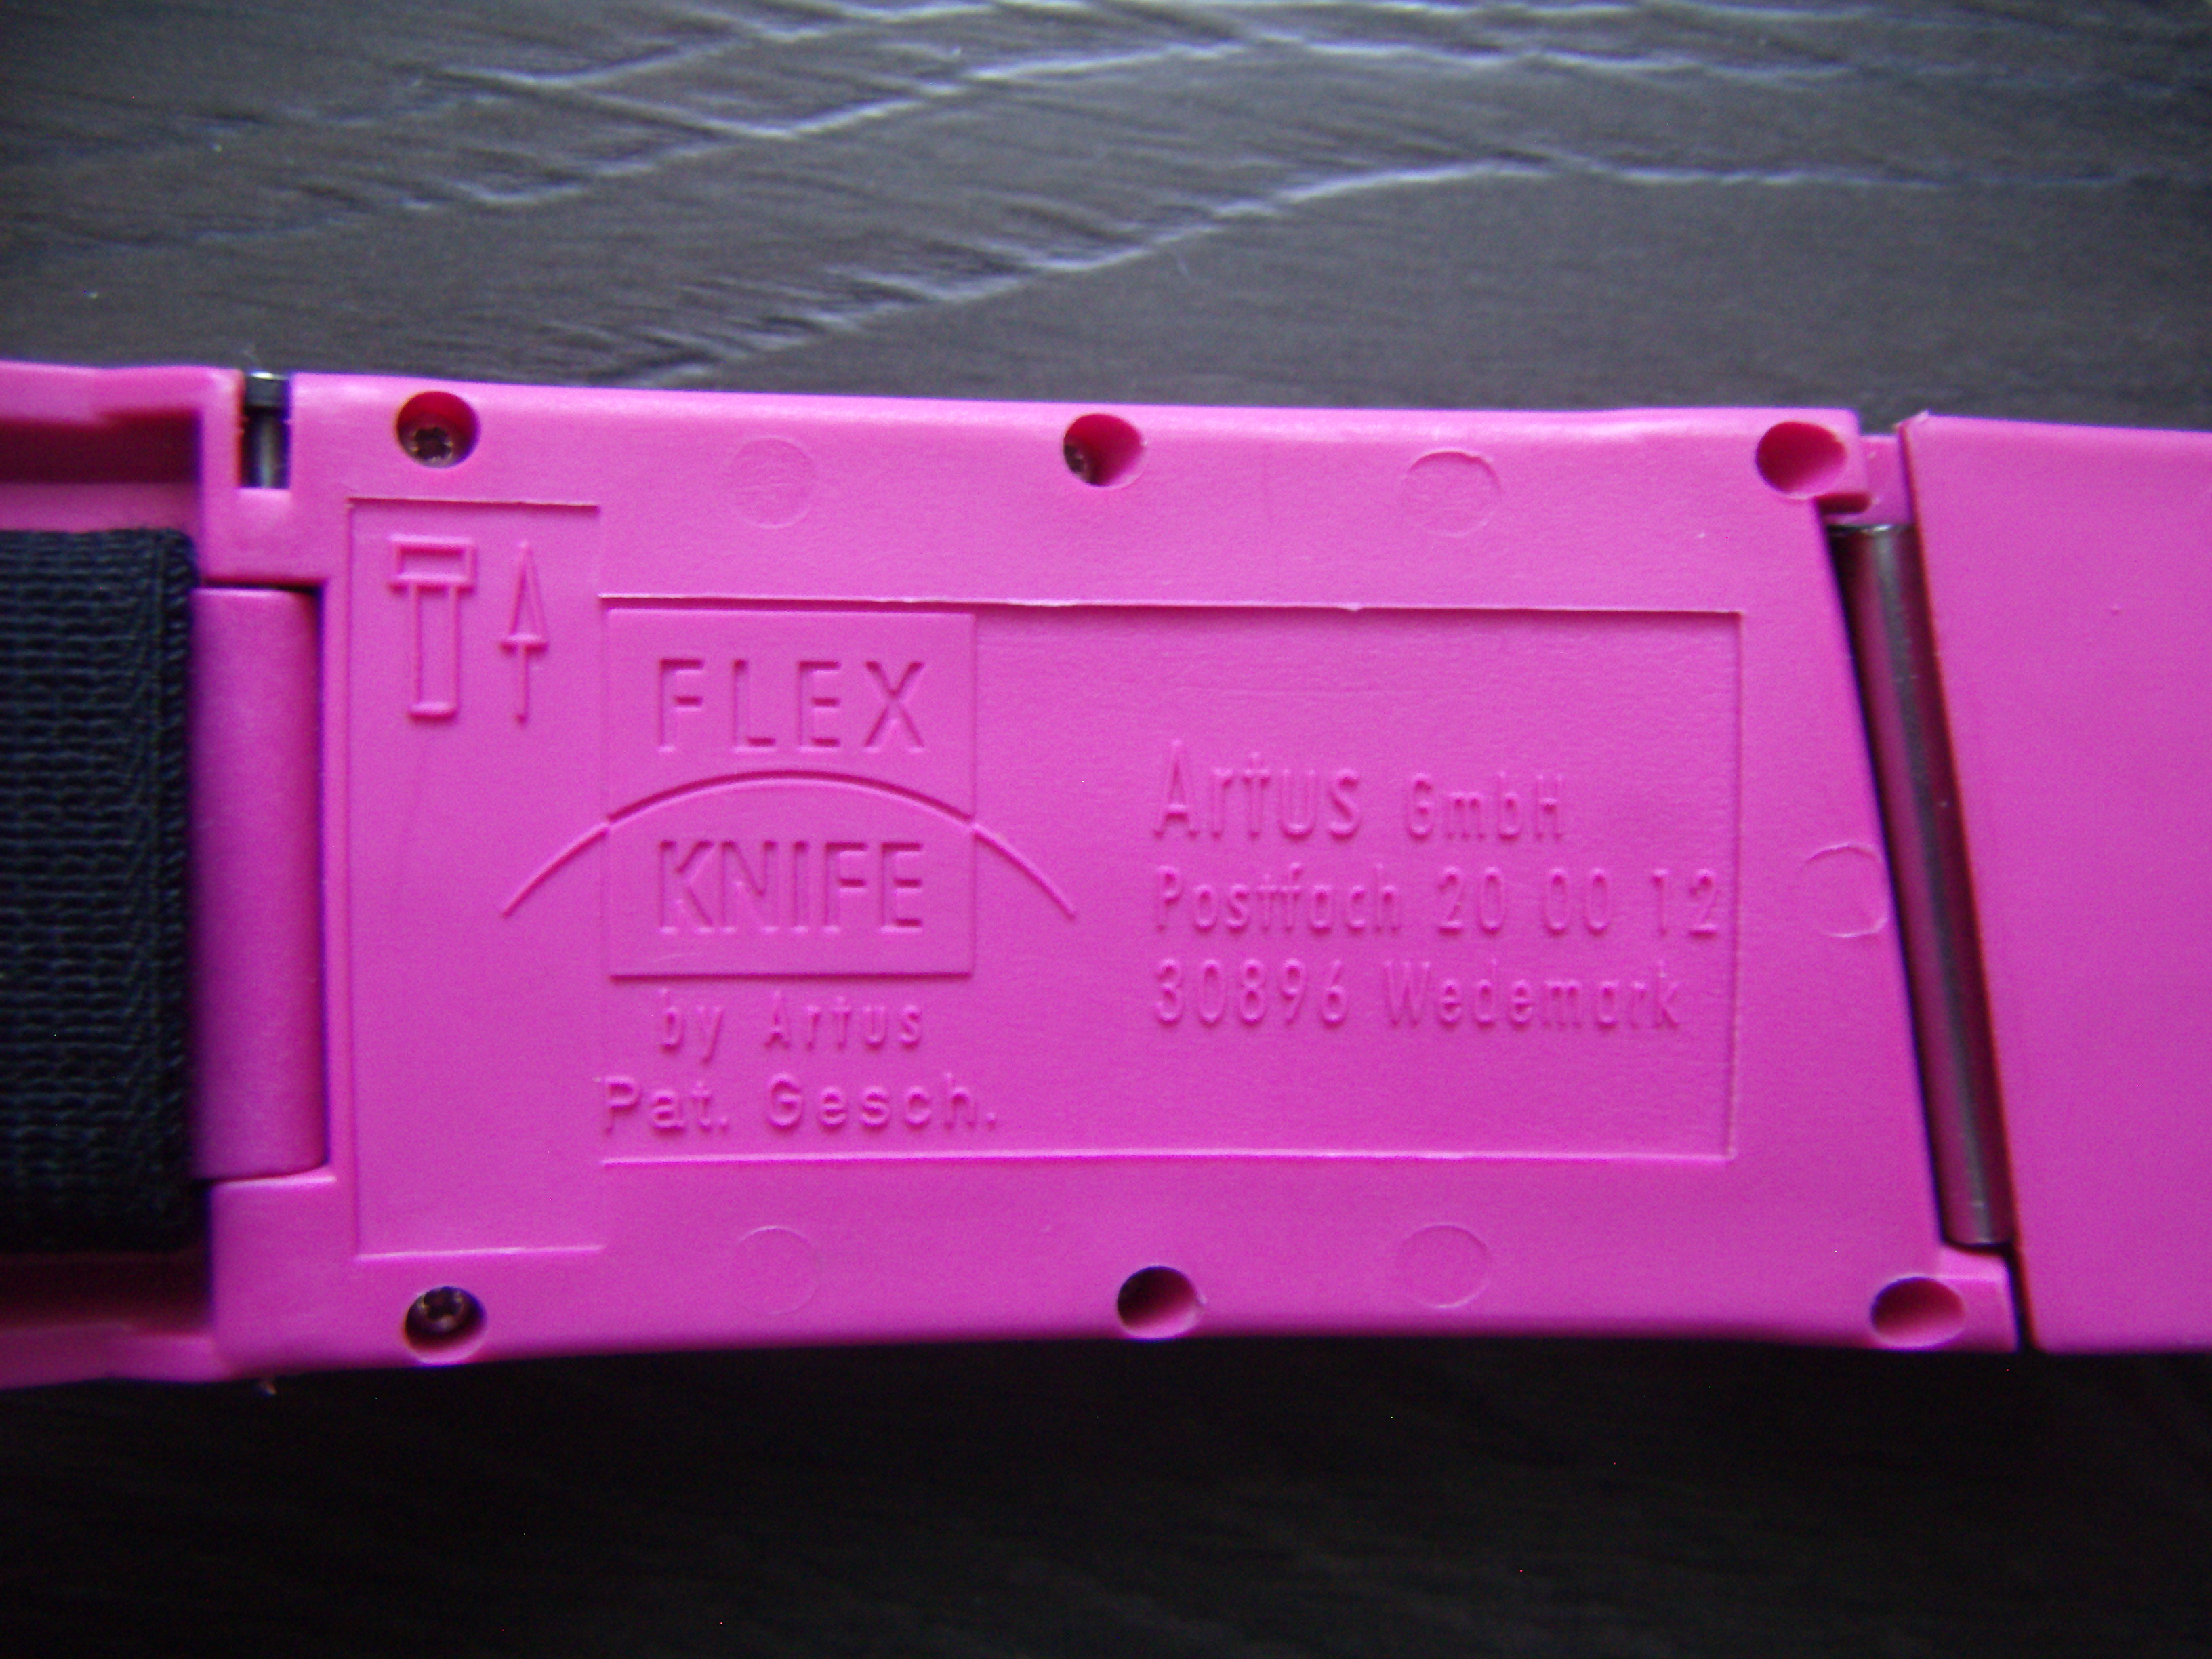 FLEX
KNIFE
by Artus
Pat. Gesch.
Artus GmbH
Postfach 20 00 12
30896 Wedemark